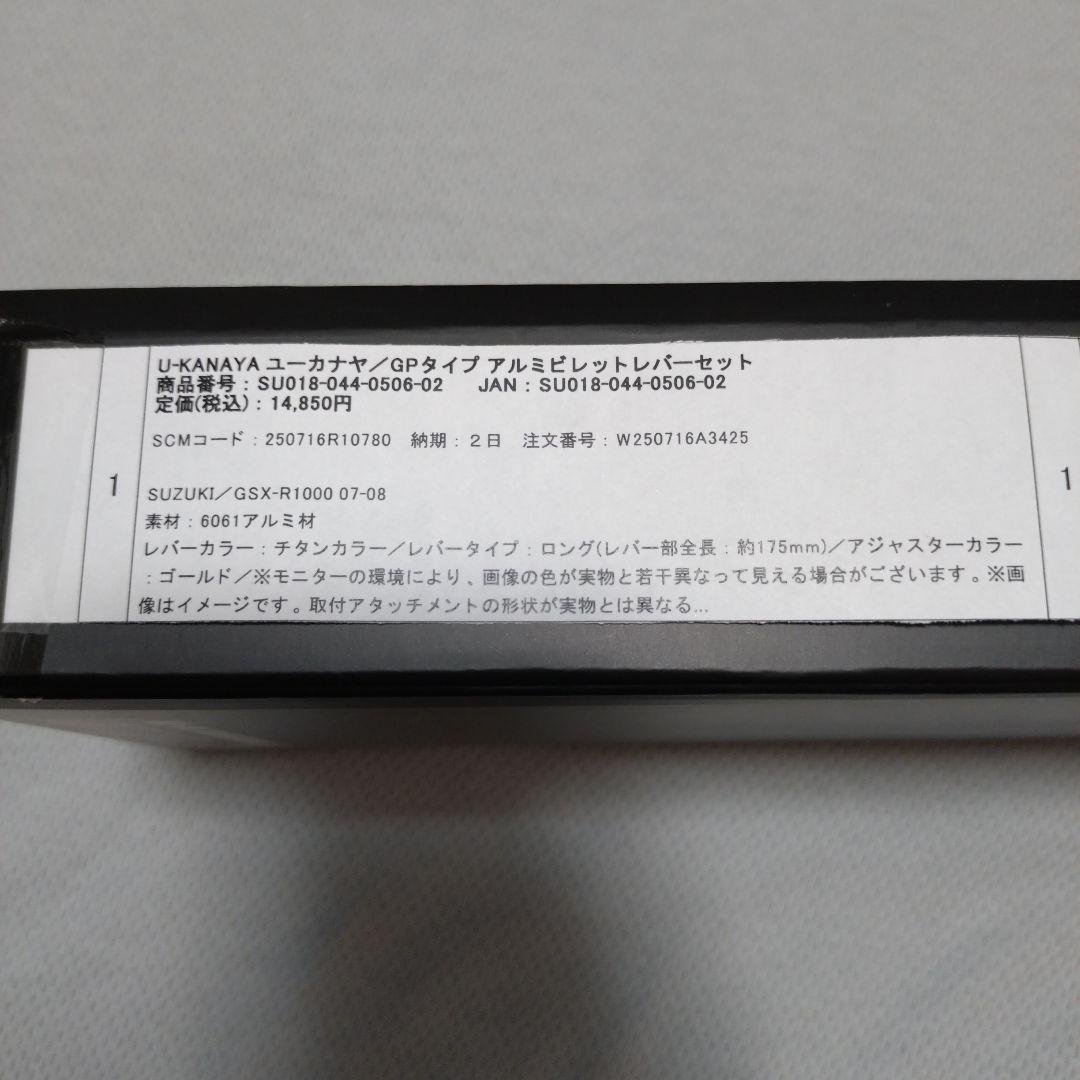 U-KANAYA ユーカナヤ／GPタイプ アルミビレットレバーセット
商品番号：SU018-044-0506-02 JAN：SU018-044-0506-02
定価(税込)：14,850円
SCMコード：250716R10780 納期：２日 注文番号：W250716A3425
1
1
SUZUKI／GSX-R1000 07-08
素材：6061アルミ材
レバーカラー：チタンカラー／レバータイプ：ロング(レバー部全長：約175mm)／アジャスターカラー
：ゴールド／※モニターの環境により、画像の色が実物と若干異なって見える場合がございます。※画
像はイメージです。取付アタッチメントの形状が実物とは異なる...